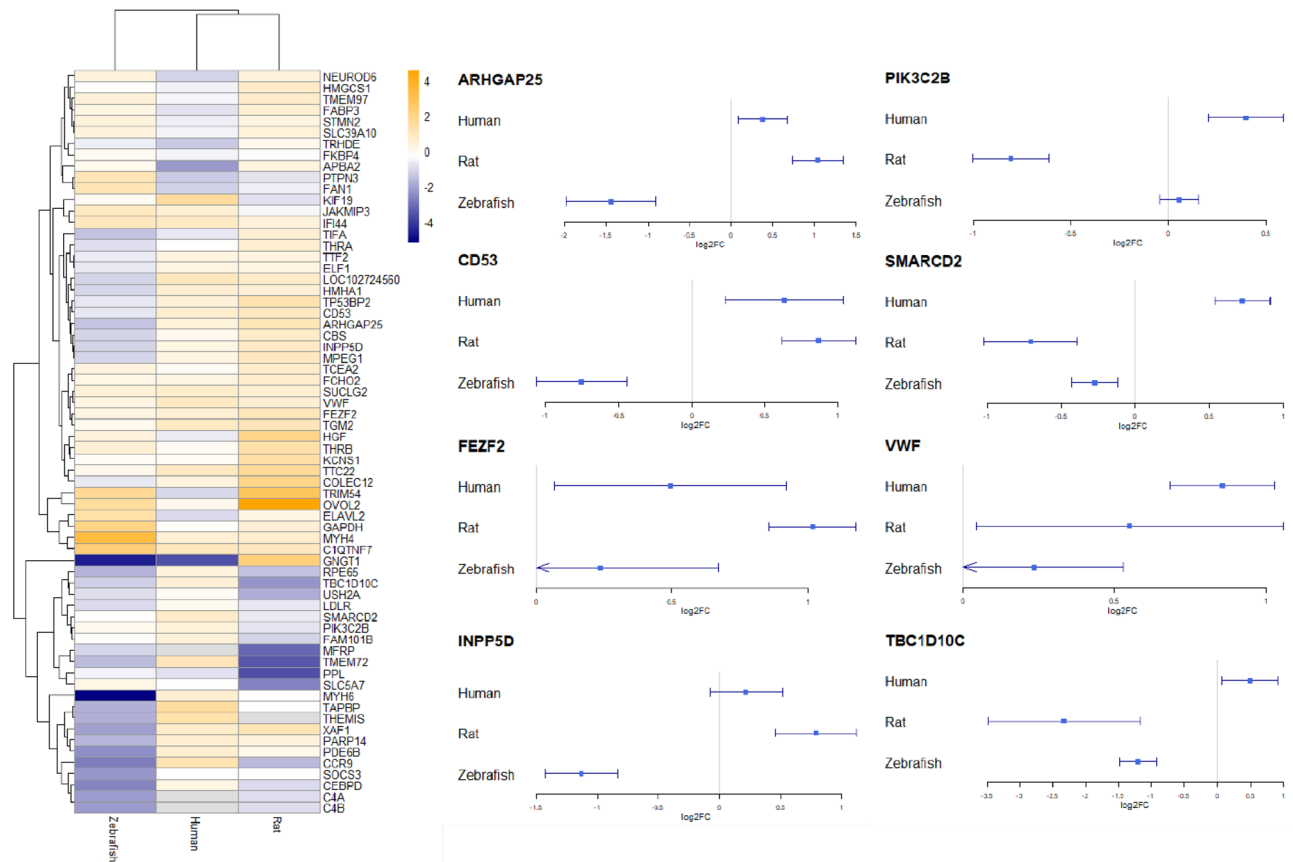 NEUROD6
HMGCS1
TMEM97
FABP3
STMN2
SLC39A10
TRHDE
FKBP4
APBA2
PTPN3
FAN1
KIF19
JAKMIP3
IFI44
TIFA
THRA
TTF2
ELF1
LOC102724560
HMHA1
TP53BP2
CD53
ARHGAP25
CBS
INPP5D
MPEG1
TCEA2
FCHO2
SUCLG2
VWF
FEZF2
TGM2
HGF
THRB
KCNS1
TTC22
COLEC12
TRIM54
OVOL2
ELAVL2
GAPDH
MYH4
C1QTNF7
GNGT1
RPE65
TBC1D10C
USH2A
LDLR
SMARCD2
PIK3C2B
FAM101B
MFRP
TMEM72
PPL
SLC5A7
MYH6
TAPBP
THEMIS
XAF1
PARP14
PDE6B
CCR9
SOCS3
CEBPD
C4A
C4B
Zebrafish
Human
Rat
4
2
0
-2
-4
ARHGAP25
Human
Rat
Zebrafish
-2 -1.5 -1 -0.5 0 0.5 1 1.5
log2FC
CD53
Human
Rat
Zebrafish
-1 -0.5 0 0.5 1
log2FC
FEZF2
Human
Rat
Zebrafish
0 0.5 1
log2FC
INPP5D
Human
Rat
Zebrafish
-1.5 -1 -0.5 0 0.5 1
log2FC
PIK3C2B
Human
Rat
Zebrafish
-1 -0.5 0 0.5
log2FC
SMARCD2
Human
Rat
Zebrafish
-1 -0.5 0 0.5 1
log2FC
VWF
Human
Rat
Zebrafish
0 0.5 1
log2FC
TBC1D10C
Human
Rat
Zebrafish
-3.5 -3 -2.5 -2 -1.5 -1 -0.5 0 0.5 1
log2FC